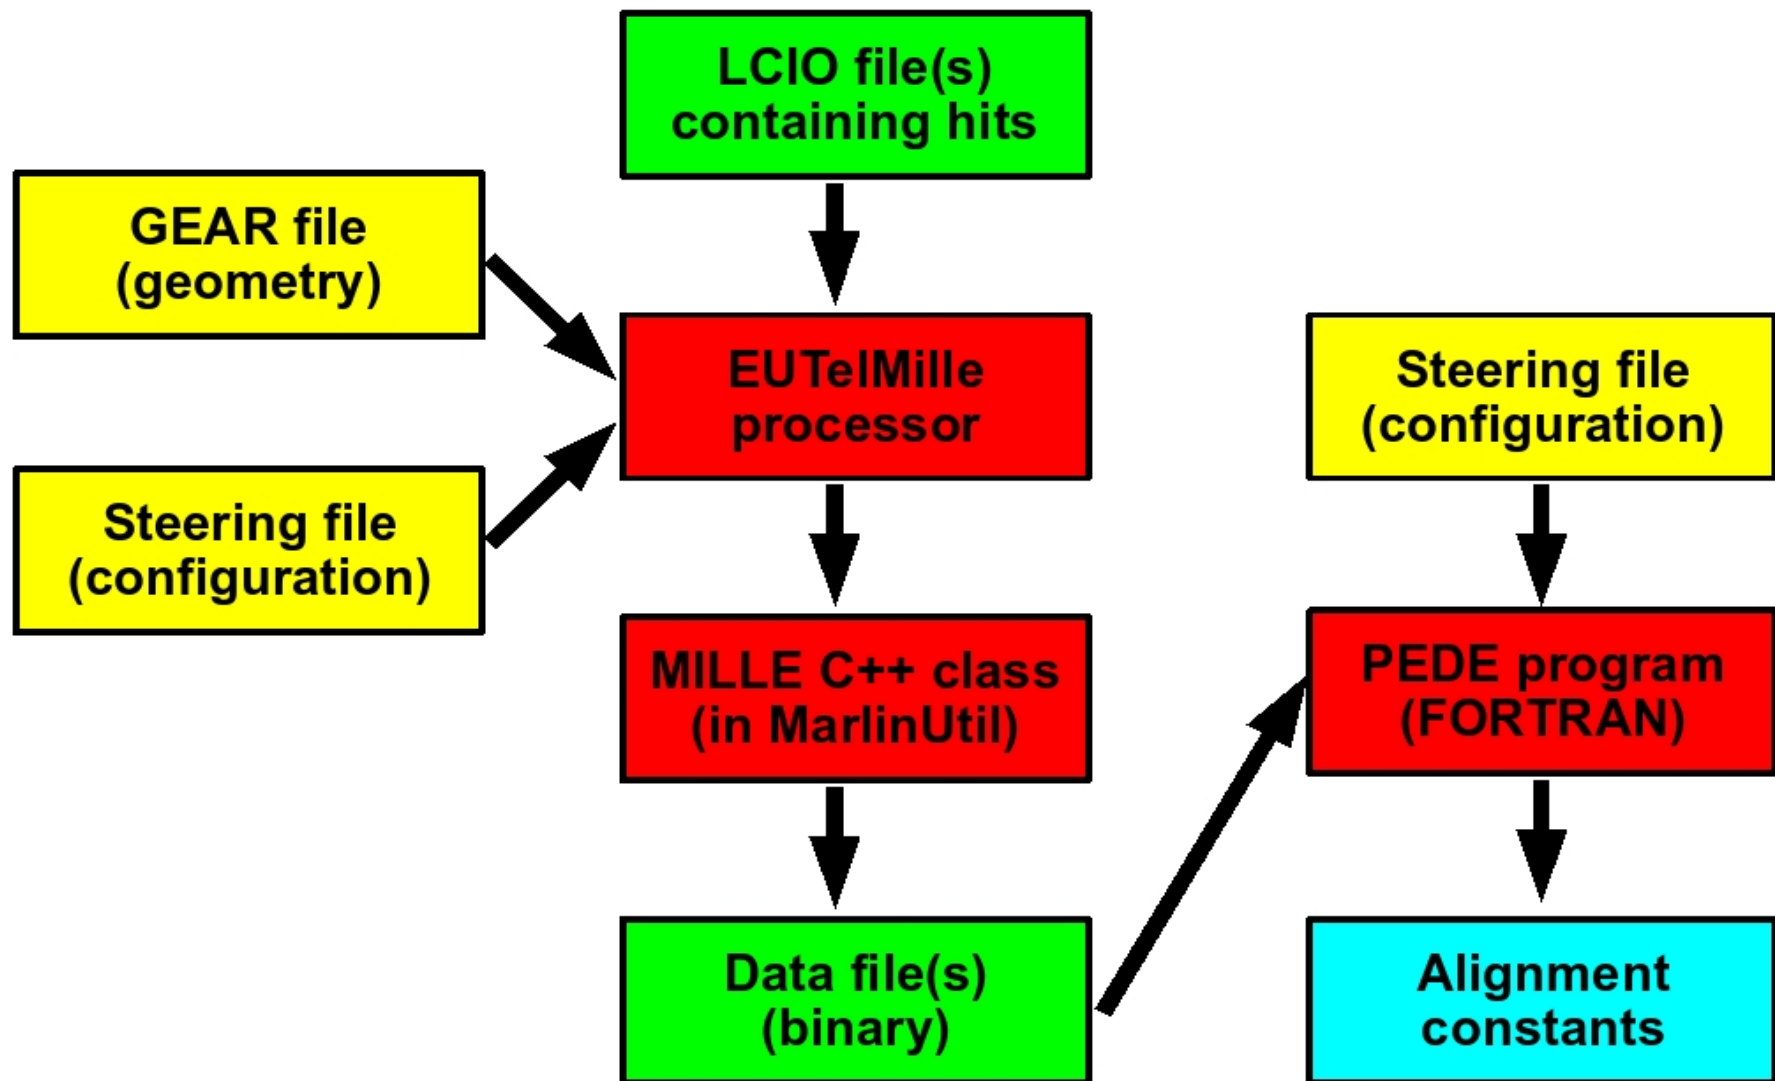 LCIO file(s)
containing hits
GEAR file
(geometry)
Steering file
(configuration)
EUTelMille
processor
MILLE C++ class
(in MarlinUtil)
Data file(s)
(binary)
Steering file
(configuration)
PEDE program
(FORTRAN)
Alignment
constants